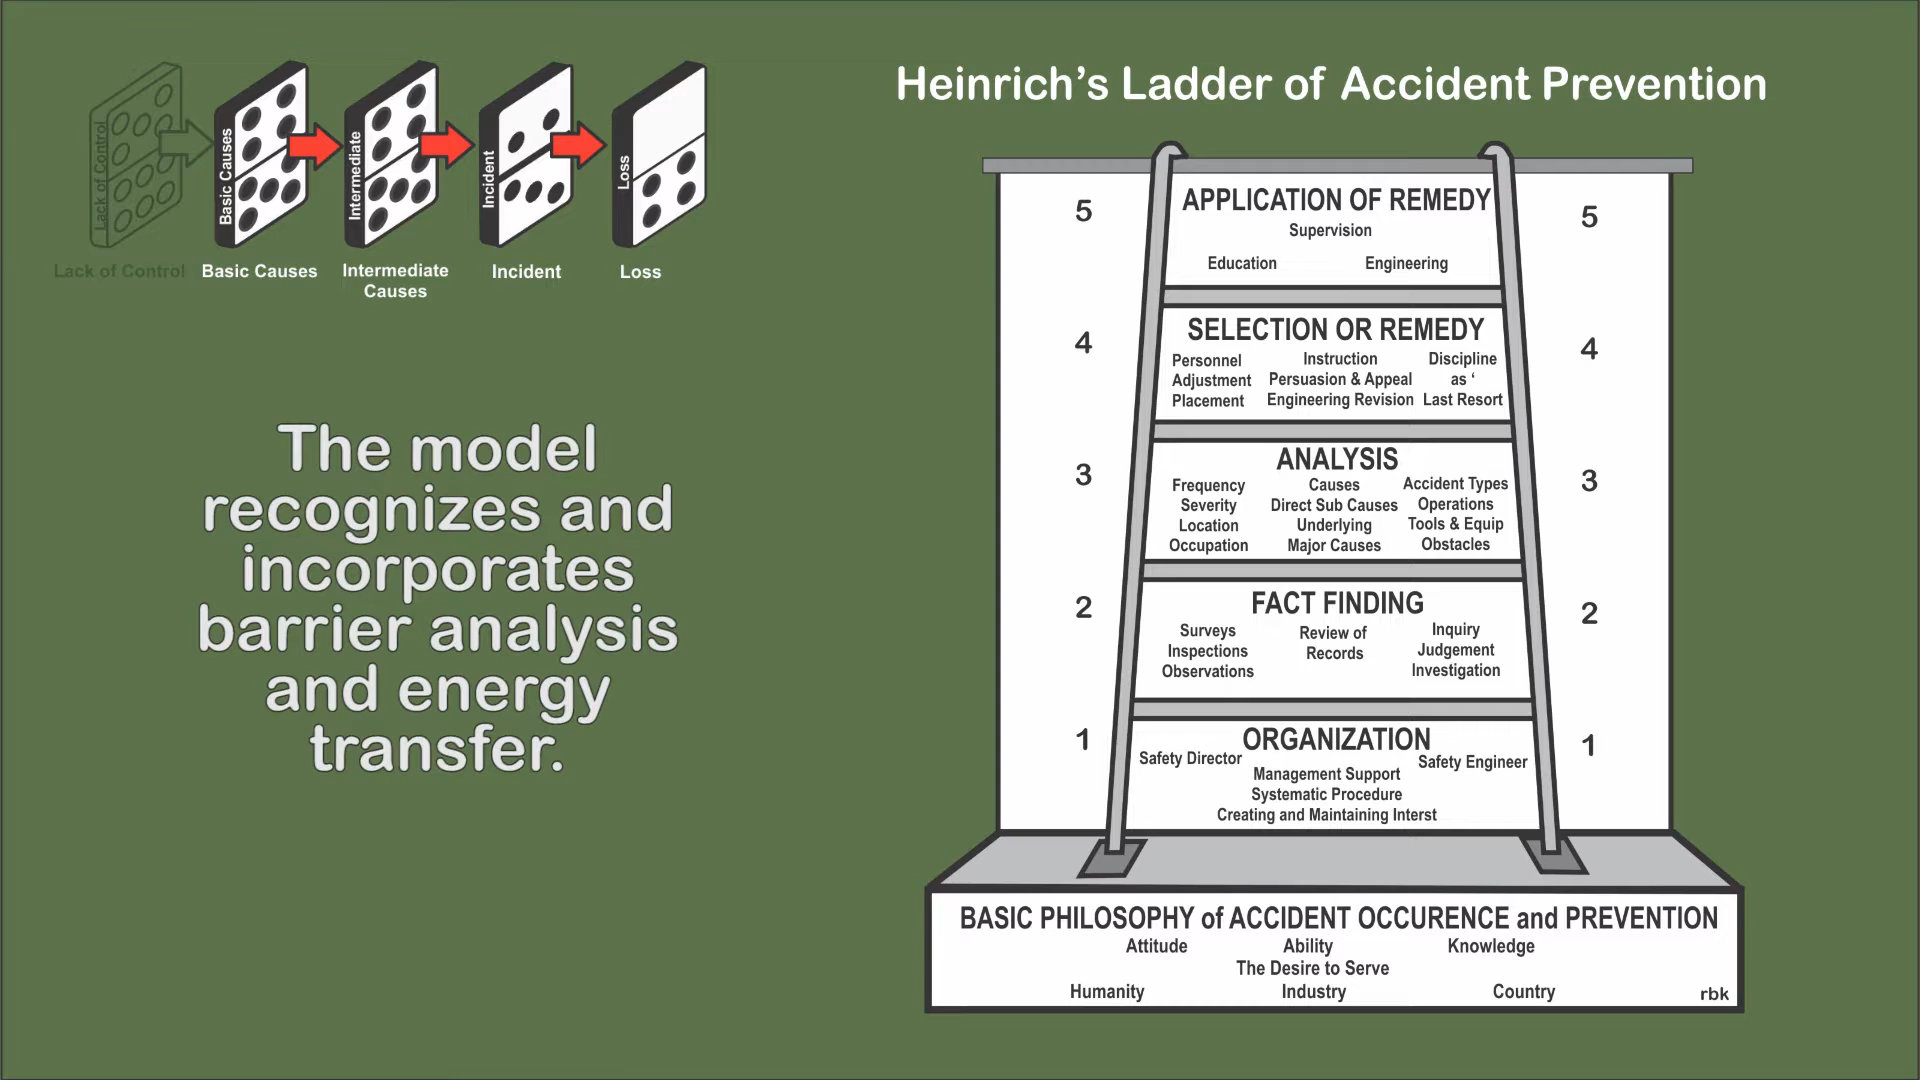 Lack of Control
Basic Causes
Intermediate
Incident
Loss
Lack of Control
Basic Causes
Intermediate
Causes
Incident
Loss
The model
recognizes and
incorporates
barrier analysis
and energy
transfer.
Heinrich's Ladder of Accident Prevention
5 APPLICATION OF REMEDY 5
Supervision
Education Engineering
4 SELECTION OR REMEDY 4
Personnel Instruction Discipline
Adjustment Persuasion & Appeal as ‘
Placement Engineering Revision Last Resort
3 ANALYSIS 3
Frequency Causes Accident Types
Severity Direct Sub Causes Operations
Location Underlying Tools & Equip
Occupation Major Causes Obstacles
2 FACT FINDING 2
Surveys Review of Inquiry
Inspections Records Judgement
Observations Investigation
1 ORGANIZATION 1
Safety Director Safety Engineer
Management Support
Systematic Procedure
Creating and Maintaining Interst
BASIC PHILOSOPHY of ACCIDENT OCCURENCE and PREVENTION
Attitude Ability Knowledge
The Desire to Serve
Humanity Industry Country
rbk